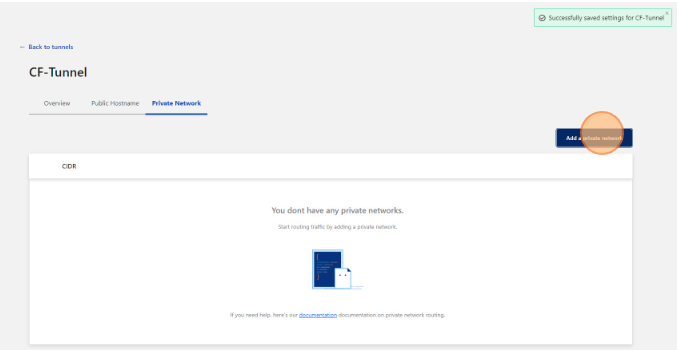 Successfully saved settings for CF-Tunnel
← Back to tunnels
CF-Tunnel
Overview Public Hostname Private Network
Add a private network
CIDR
You dont have any private networks.
Start routing traffic by adding a private network.
If you need help, here's our documentation documentation on private network routing.